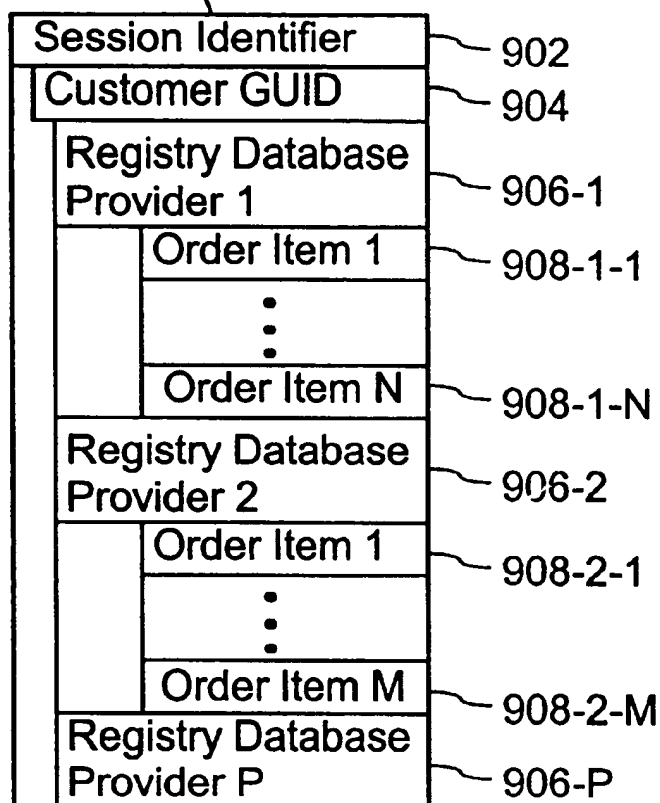 Session Identifier 902
Customer GUID 904
Registry Database
Provider 1 906-1
Order Item 1 908-1-1
Order Item N 908-1-N
Registry Database
Provider 2 906-2
Order Item 1 908-2-1
Order Item M 908-2-M
Registry Database
Provider P 906-P